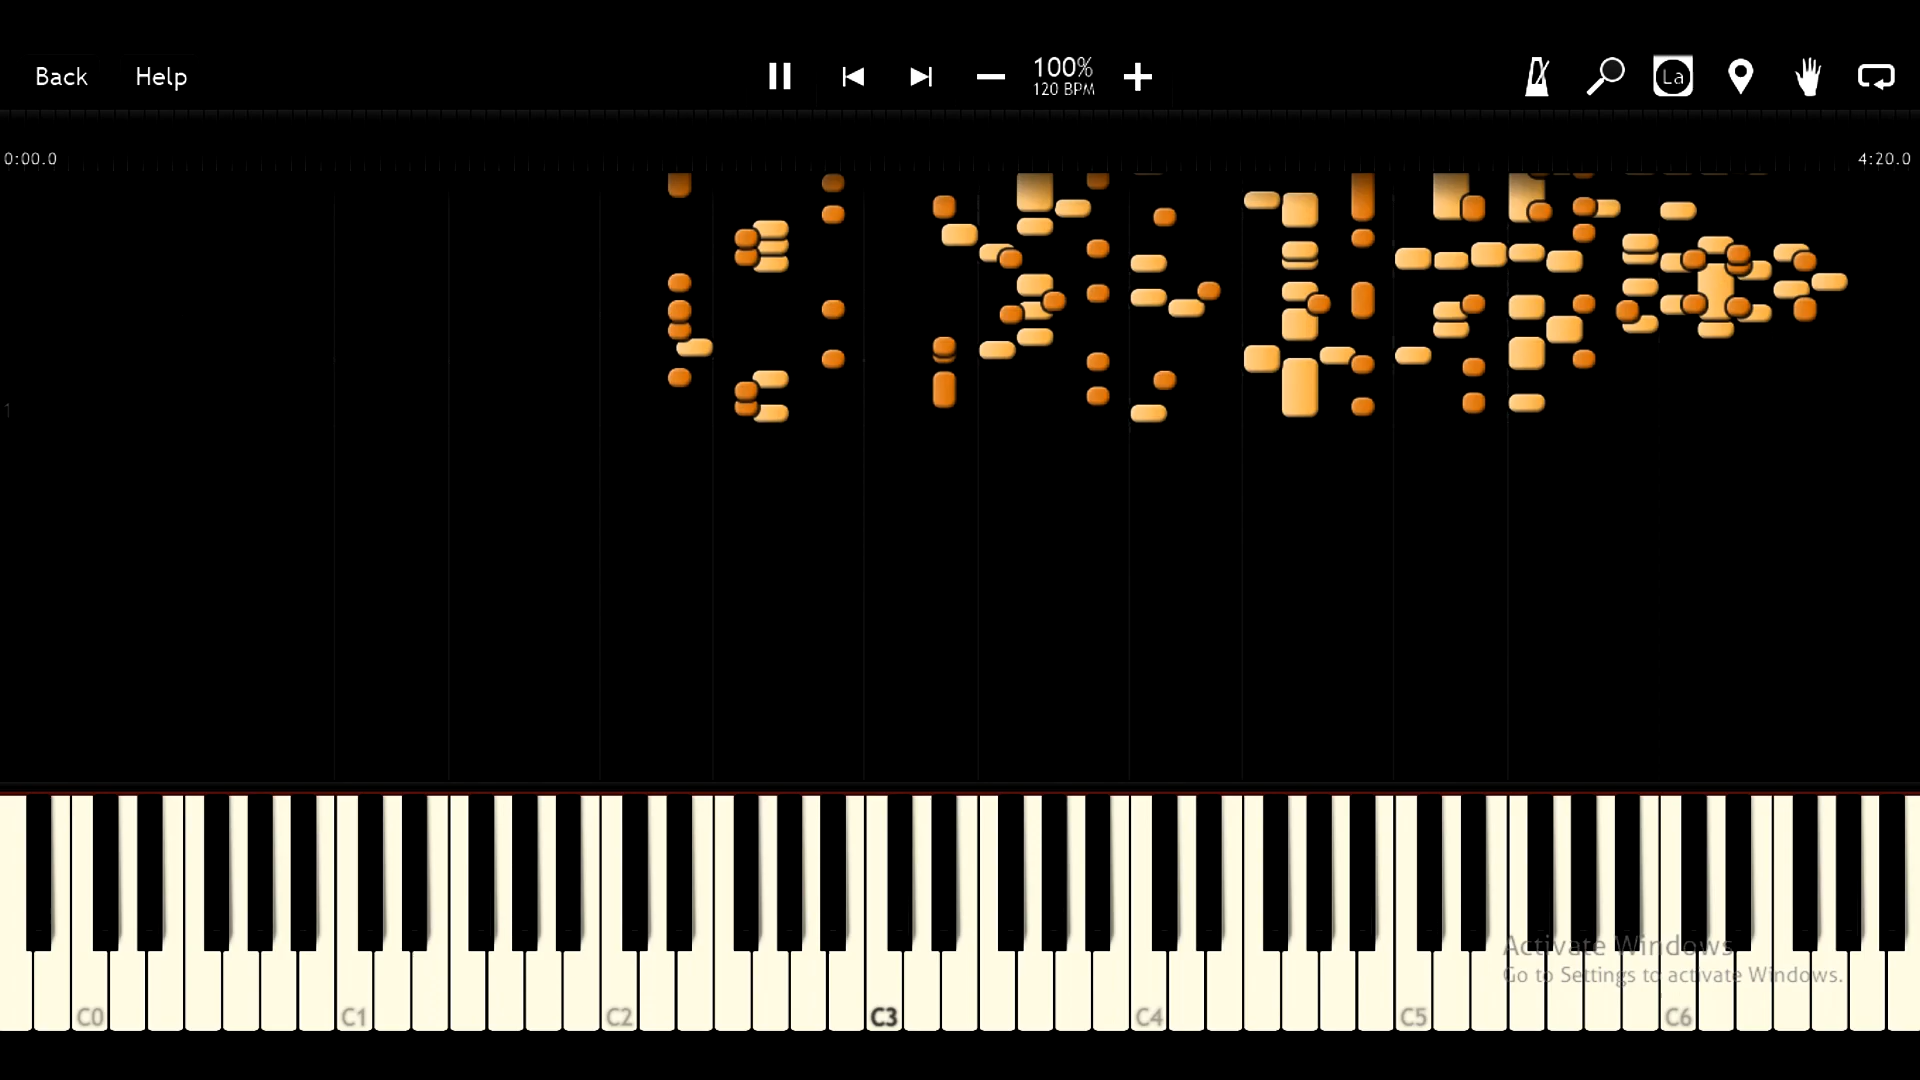 Back Help 100% La
120 BPM
0:00.0 4:20.0
1
Activate Windows
Go to Settings to activate Windows.
C0 C1 C2 C3 C4 C5 C6